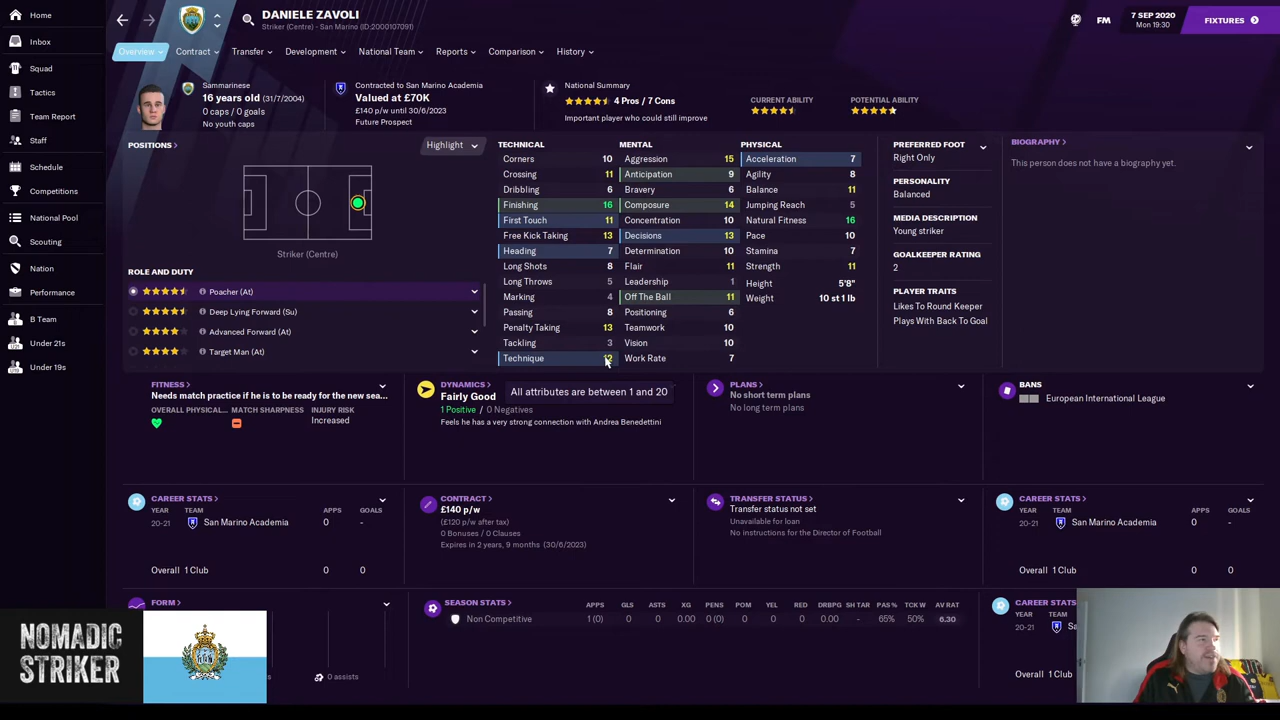 Home
Inbox
Squad
Tactics
Team Report
Staff
Schedule
Competitions
National Pool
Scouting
Nation
Performance
B Team
Under 21s
Under 19s
DANIELE ZAVOLI
Striker (Centre) - San Marino (ID:2000107091)
FM
7 SEP 2020
Mon 19:30
FIXTURES
Overview
Contract
Transfer
Development
National Team
Reports
Comparison
History
Sammarinese
16 years old (31/7/2004)
0 caps / 0 goals
No youth caps
Contracted to San Marino Academia
Valued at £70K
£140 p/w until 30/6/2023
Future Prospect
National Summary
4 Pros / 7 Cons
Important player who could still improve
CURRENT ABILITY
POTENTIAL ABILITY
POSITIONS
Highlight
Striker (Centre)
ROLE AND DUTY
Poacher (At)
Deep Lying Forward (Su)
Advanced Forward (At)
Target Man (At)
TECHNICAL
Corners 10
Crossing 11
Dribbling 6
Finishing 16
First Touch 11
Free Kick Taking 13
Heading 7
Long Shots 8
Long Throws 5
Marking 4
Passing 8
Penalty Taking 13
Tackling 3
Technique 12
MENTAL
Aggression 15
Anticipation 9
Bravery 6
Composure 14
Concentration 10
Decisions 13
Determination 10
Flair 11
Leadership 1
Off The Ball 11
Positioning 6
Teamwork 10
Vision 10
Work Rate 7
PHYSICAL
Acceleration 7
Agility 8
Balance 11
Jumping Reach 5
Natural Fitness 16
Pace 10
Stamina 7
Strength 11
Height 5'8"
Weight 10 st 1 lb
PREFERRED FOOT
Right Only
PERSONALITY
Balanced
MEDIA DESCRIPTION
Young striker
GOALKEEPER RATING
2
PLAYER TRAITS
Likes To Round Keeper
Plays With Back To Goal
BIOGRAPHY
This person does not have a biography yet.
All attributes are between 1 and 20
FITNESS
Needs match practice if he is to be ready for the new sea...
OVERALL PHYSICAL...
MATCH SHARPNESS
INJURY RISK
Increased
DYNAMICS
Fairly Good
1 Positive / 0 Negatives
Feels he has a very strong connection with Andrea Benedettini
PLANS
No short term plans
No long term plans
BANS
European International League
CAREER STATS
YEAR TEAM APPS GOALS
20-21 San Marino Academia 0 -
Overall 1 Club 0 0
CONTRACT
£140 p/w
(£120 p/w after tax)
0 Bonuses / 0 Clauses
Expires in 2 years, 9 months (30/6/2023)
TRANSFER STATUS
Transfer status not set
Unavailable for loan
No instructions for the Director of Football
CAREER STATS
YEAR TEAM APPS GOALS
20-21 San Marino Academia 0 -
Overall 1 Club 0 0
FORM
0 assists
SEASON STATS
APPS GLS ASTS XG PENS POM YEL RED DRBPG SH TAR PAS% TCK W AV RAT
Non Competitive 1 (0) 0 0 0.00 0 (0) 0 0 0 0.00 - 65% 50% 6.30
CAREER STATS
YEAR TEAM
20-21 Sa
Overall 1 Club
NOMADIC
STRIKER